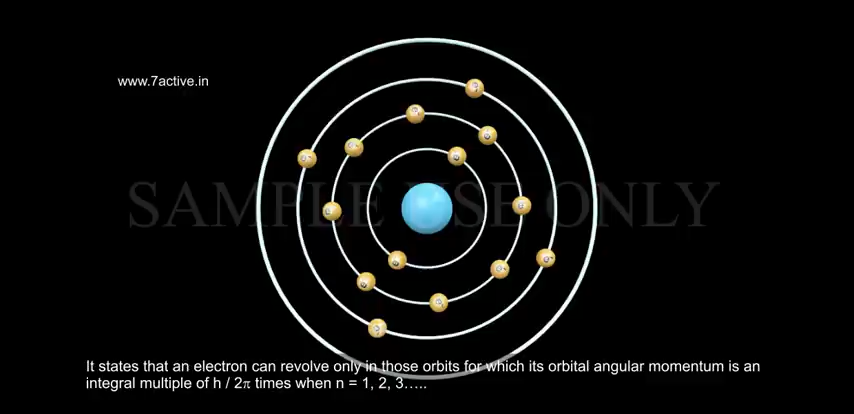 www.7active.in
SAMPLE USE ONLY
It states that an electron can revolve only in those orbits for which its orbital angular momentum is an
integral multiple of h / 2π times when n = 1, 2, 3…..